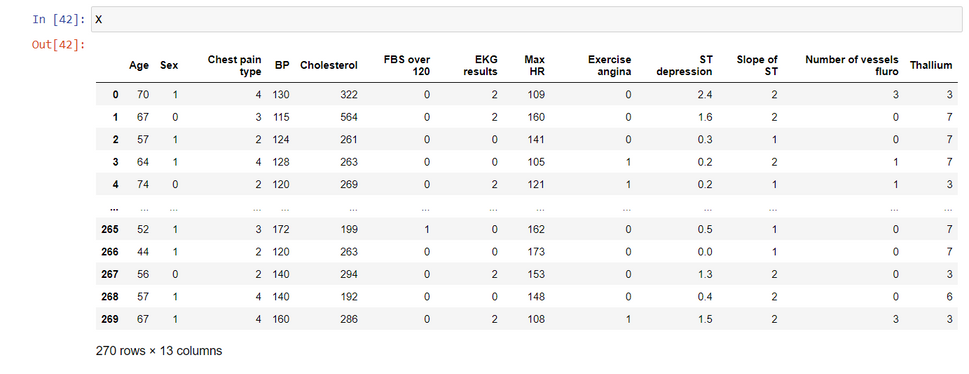 In [42]: X
Out[42]:
Age Sex Chest pain type BP Cholesterol FBS over 120 EKG results Max HR Exercise angina ST depression Slope of ST Number of vessels fluro Thallium
0 70 1 4 130 322 0 2 109 0 2.4 2 3 3
1 67 0 3 115 564 0 2 160 0 1.6 2 0 7
2 57 1 2 124 261 0 0 141 0 0.3 1 0 7
3 64 1 4 128 263 0 0 105 1 0.2 2 1 7
4 74 0 2 120 269 0 2 121 1 0.2 1 1 3
... ... ... ... ... ... ... ... ... ... ... ... ... ...
265 52 1 3 172 199 1 0 162 0 0.5 1 0 7
266 44 1 2 120 263 0 0 173 0 0.0 1 0 7
267 56 0 2 140 294 0 2 153 0 1.3 2 0 3
268 57 1 4 140 192 0 0 148 0 0.4 2 0 6
269 67 1 4 160 286 0 2 108 1 1.5 2 3 3
270 rows × 13 columns